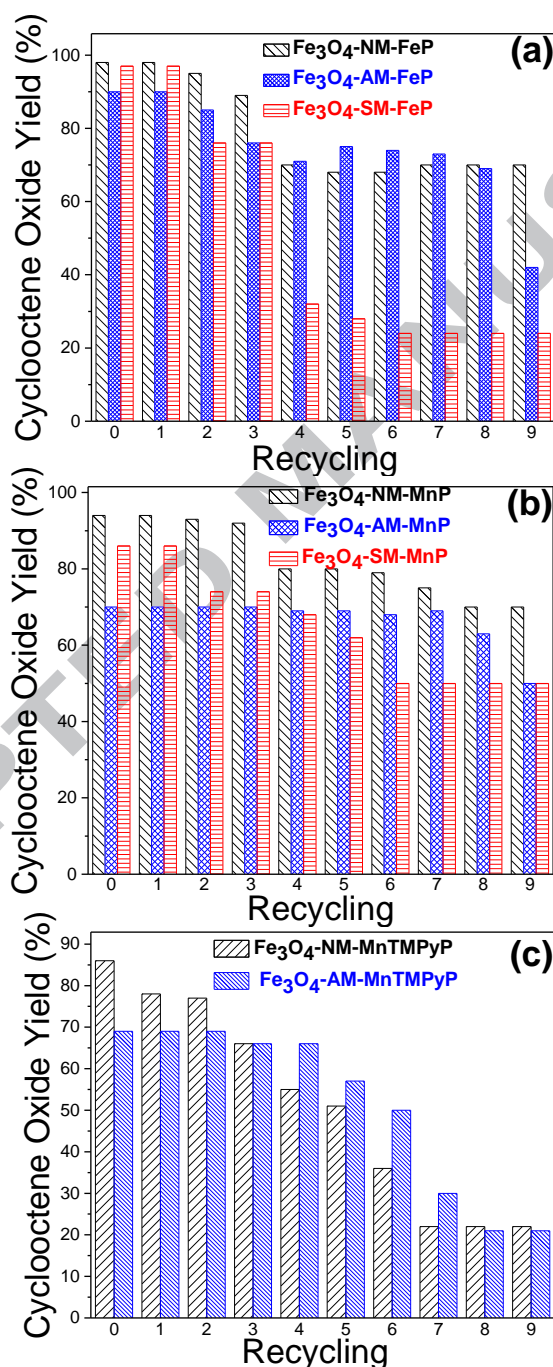 (a)
Fe₃O₄-NM-FeP
Fe₃O₄-AM-FeP
Fe₃O₄-SM-FeP
Cyclooctene Oxide Yield (%)
100
80
60
40
20
0
0 1 2 3 4 5 6 7 8 9
Recycling
(b)
Fe₃O₄-NM-MnP
Fe₃O₄-AM-MnP
Fe₃O₄-SM-MnP
Cyclooctene Oxide Yield (%)
100
80
60
40
20
0
0 1 2 3 4 5 6 7 8 9
Recycling
(c)
Fe₃O₄-NM-MnTMPyP
Fe₃O₄-AM-MnTMPyP
Cyclooctene Oxide Yield (%)
90
80
70
60
50
40
30
20
10
0
0 1 2 3 4 5 6 7 8 9
Recycling